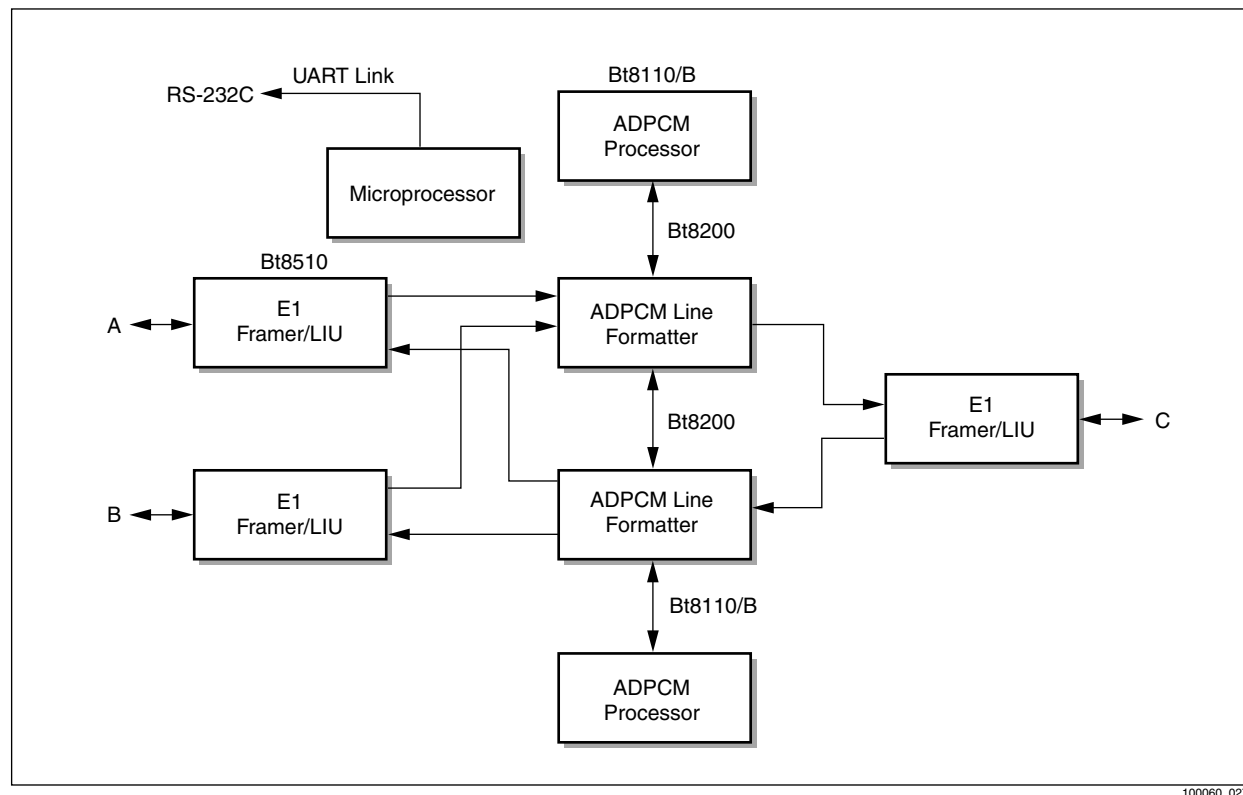 UART Link
RS-232C
Microprocessor
Bt8110/B
ADPCM
Processor
Bt8200
Bt8510
E1
Framer/LIU
A
ADPCM Line
Formatter
Bt8200
E1
Framer/LIU
C
B
E1
Framer/LIU
ADPCM Line
Formatter
Bt8110/B
ADPCM
Processor